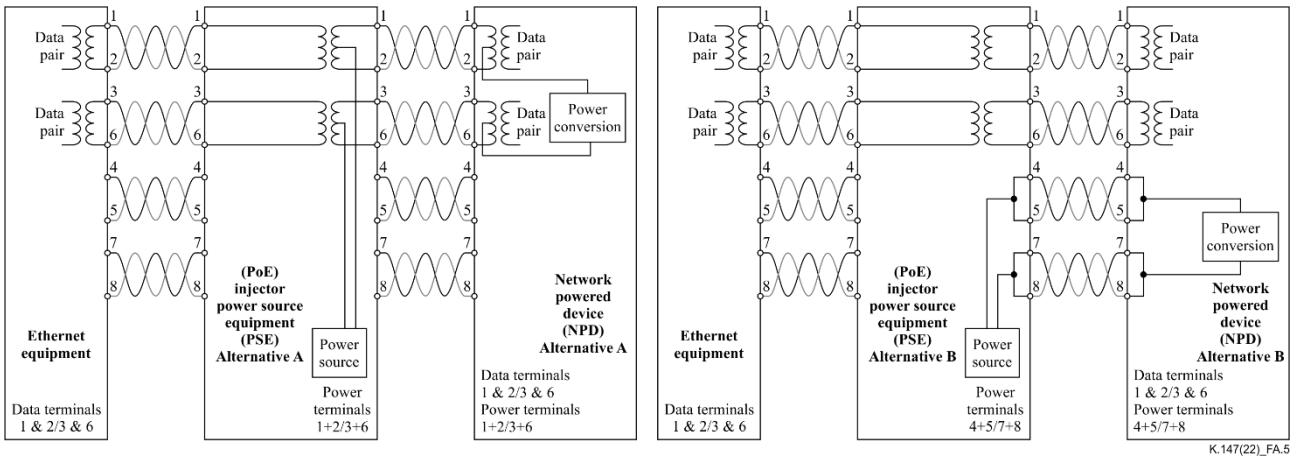 1
1
1
Data
pair
Data
pair
2
2
2
3
3
3
Data
pair
Data
pair
Power
conversion
6
6
6
4
4
4
5
5
5
7
7
7
8
8
8
Ethernet
equipment
(PoE)
injector
power source
equipment
(PSE)
Alternative A
Power
source
Network
powered
device
(NPD)
Alternative A
Data terminals
1 & 2/3 & 6
Power
terminals
1+2/3+6
Data terminals
1 & 2/3 & 6
Power terminals
1+2/3+6
1
1
1
1
Data
pair
Data
pair
2
2
2
2
3
3
3
3
Data
pair
Data
pair
6
6
6
6
4
4
4
4
5
5
5
5
7
7
7
7
8
8
8
8
Power
conversion
Ethernet
equipment
(PoE)
injector
power source
equipment
(PSE)
Alternative B
Power
source
Network
powered
device
(NPD)
Alternative B
Data terminals
1 & 2/3 & 6
Power
terminals
4+5/7+8
Data terminals
1 & 2/3 & 6
Power terminals
4+5/7+8
K.147(22)_FA.5